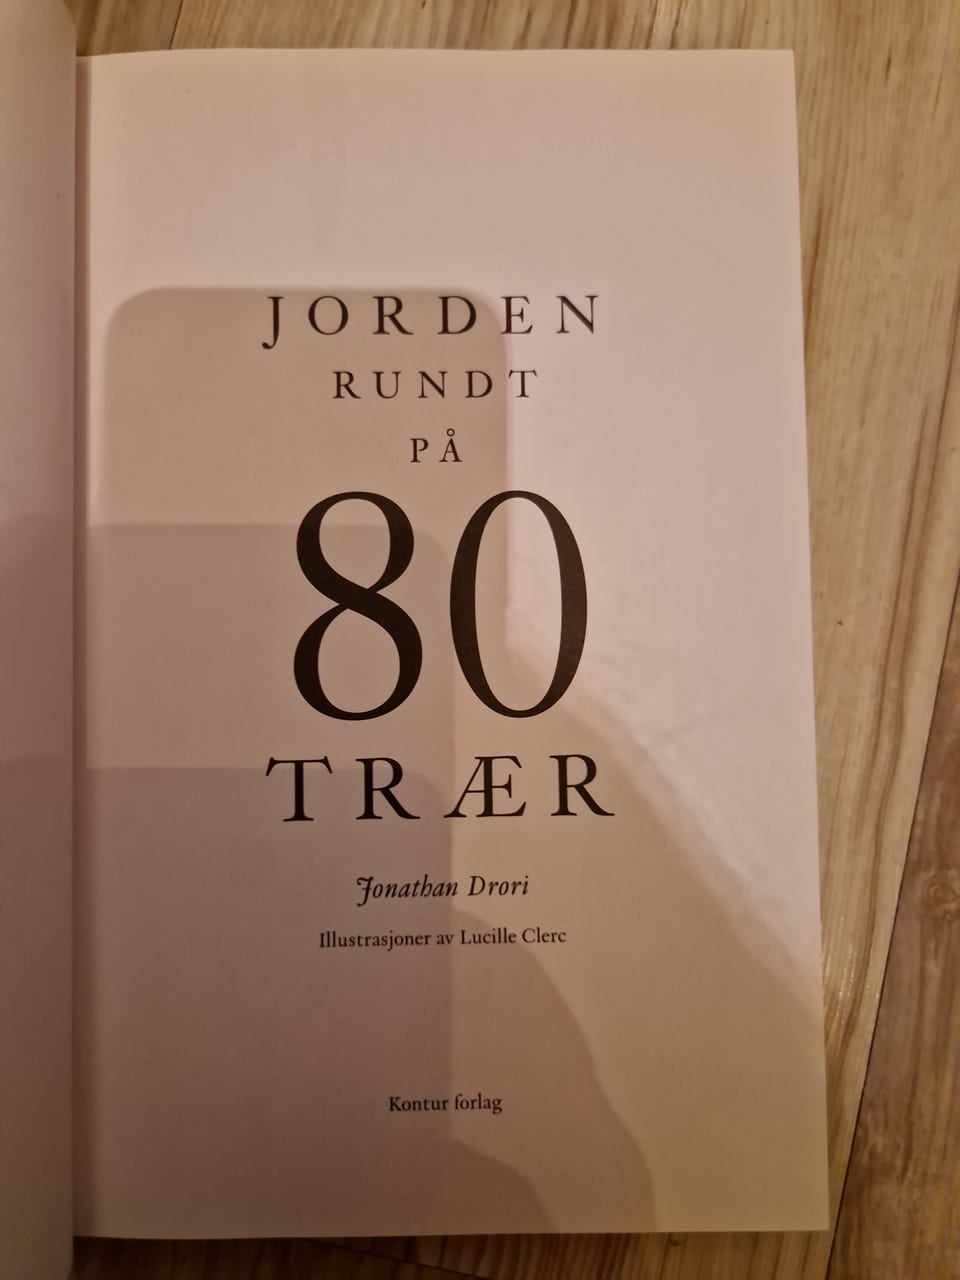 JORDEN
RUNDT
PÅ
80
TRÆR
Jonathan Drori
Illustrasjoner av Lucille Clerc
Kontur forlag